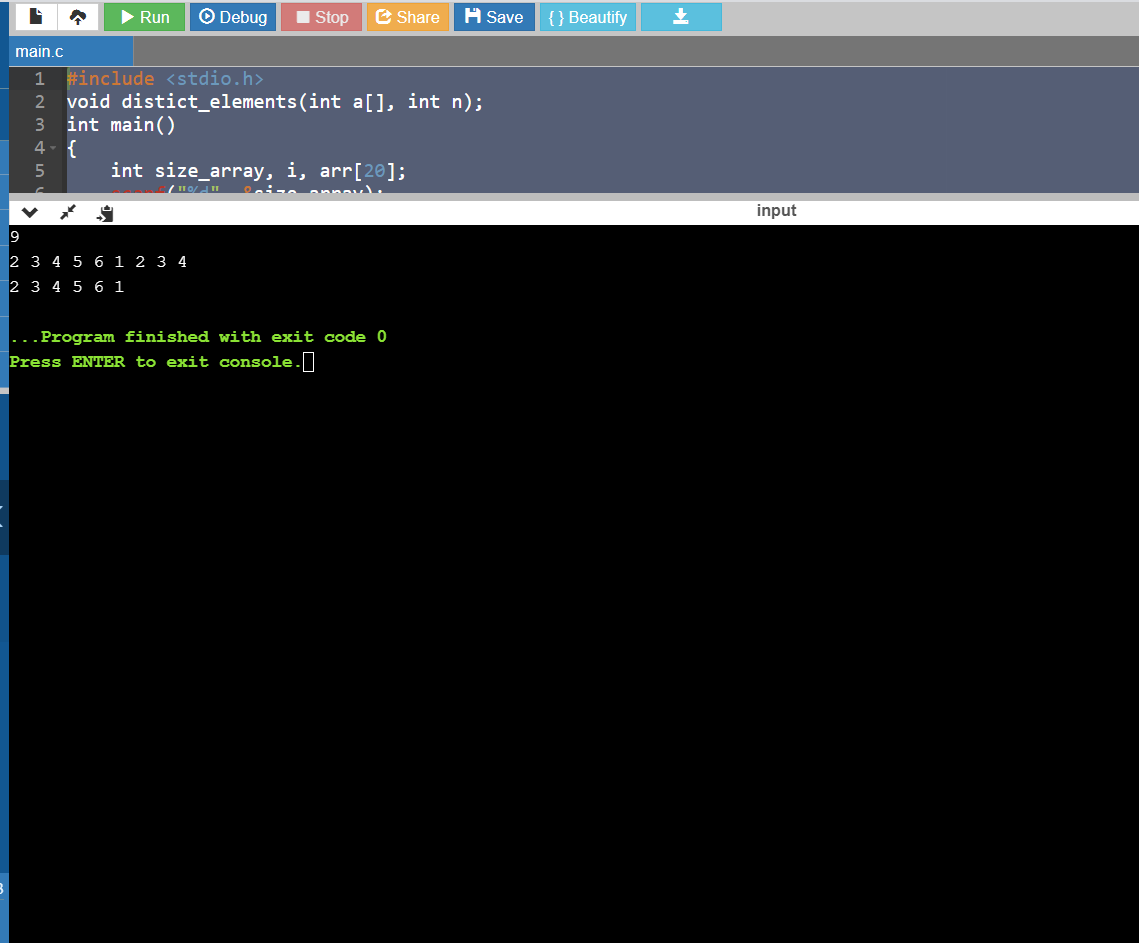 Run Debug Stop Share Save { } Beautify
main.c
1 #include <stdio.h>
2 void distict_elements(int a[], int n);
3 int main()
4 {
5 int size_array, i, arr[20];
input
9
2 3 4 5 6 1 2 3 4
2 3 4 5 6 1
...Program finished with exit code 0
Press ENTER to exit console.